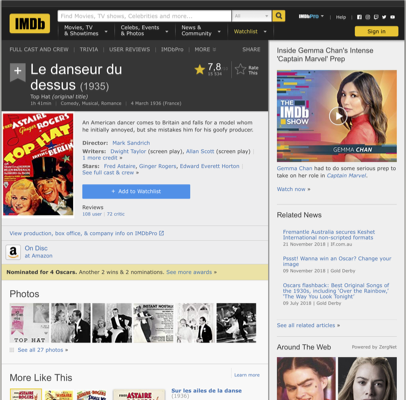 IMDb
Find Movies, TV shows, Celebrities and more...
All
IMDbPro
Help
Movies, TV
& Showtimes
Celebs, Events
& Photos
News &
Community
Watchlist
Sign in
FULL CAST AND CREW
TRIVIA
USER REVIEWS
IMDbPro
MORE
SHARE
Le danseur du
dessus (1935)
7,8
Rate
This
Top Hat (original title)
1h 41min | Comedy, Musical, Romance | 4 March 1936 (France)
ASTAIRE
ROGERS
TOP
HAT
An American dancer comes to Britain and falls for a model whom
he initially annoyed, but she mistakes him for his goofy producer.
Director: Mark Sandrich
Writers: Dwight Taylor (screen play), Allan Scott (screen play) |
1 more credit »
Stars: Fred Astaire, Ginger Rogers, Edward Everett Horton |
See full cast & crew »
+ Add to Watchlist
Reviews
108 user | 72 critic
View production, box office, & company info on IMDbPro
On Disc
at Amazon
Nominated for 4 Oscars. Another 2 wins & 2 nominations. See more awards »
Photos
TOP HAT
See all 27 photos »
More Like This
Learn more
Sur les ailes de la danse
(1936)
Inside Gemma Chan's Intense
'Captain Marvel' Prep
THE
IMDb
SHOW
GEMMA CHAN
Gemma Chan had to do some serious prep to
take on her role in Captain Marvel.
Watch now »
Related News
Fremantle Australia secures Keshet
International non-scripted formats
21 November 2018 | if.com.au
Pssst! Wanna win an Oscar? Change your
image
09 November 2018 | Gold Derby
Oscars flashback: Best Original Songs of
the 1930s, including 'Over the Rainbow,'
'The Way You Look Tonight'
09 July 2018 | Gold Derby
See all related articles »
Around The Web
Powered by ZergNet